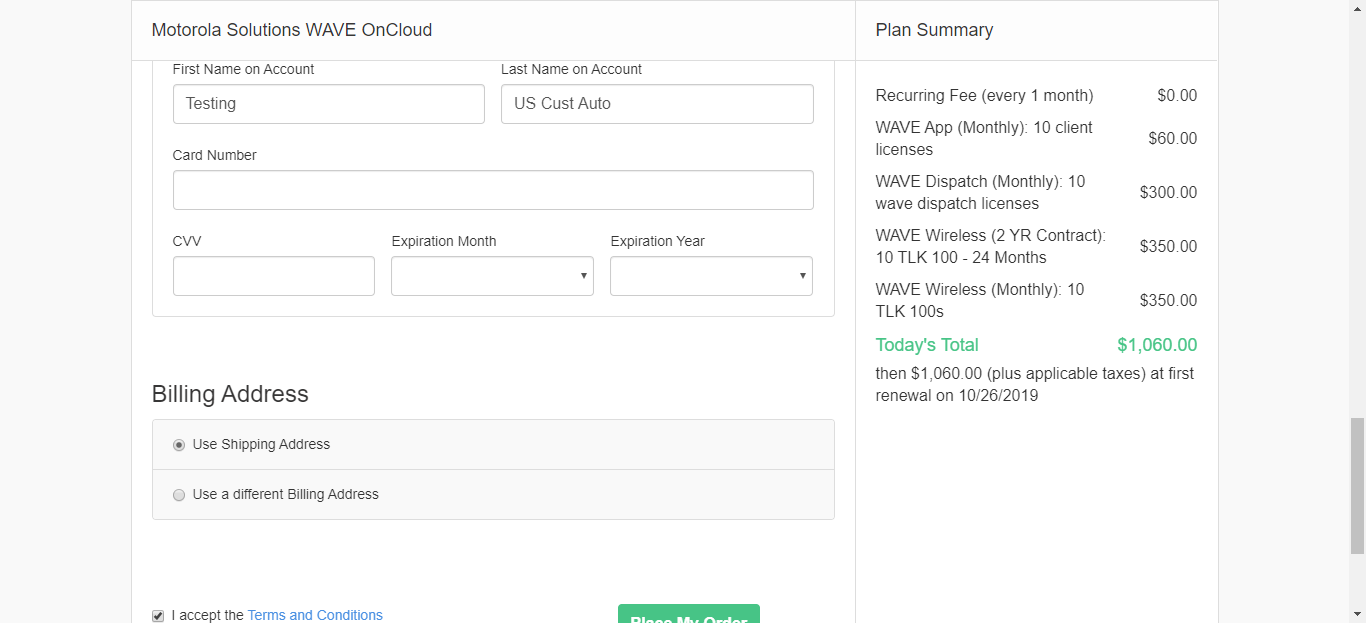 Motorola Solutions WAVE OnCloud
First Name on Account
Last Name on Account
Testing
US Cust Auto
Card Number
CVV
Expiration Month
Expiration Year
Billing Address
Use Shipping Address
Use a different Billing Address
I accept the Terms and Conditions
Place My Order
Plan Summary
Recurring Fee (every 1 month) $0.00
WAVE App (Monthly): 10 client
licenses
$60.00
WAVE Dispatch (Monthly): 10
wave dispatch licenses
$300.00
WAVE Wireless (2 YR Contract):
10 TLK 100 - 24 Months
$350.00
WAVE Wireless (Monthly): 10
TLK 100s
$350.00
Today's Total $1,060.00
then $1,060.00 (plus applicable taxes) at first
renewal on 10/26/2019